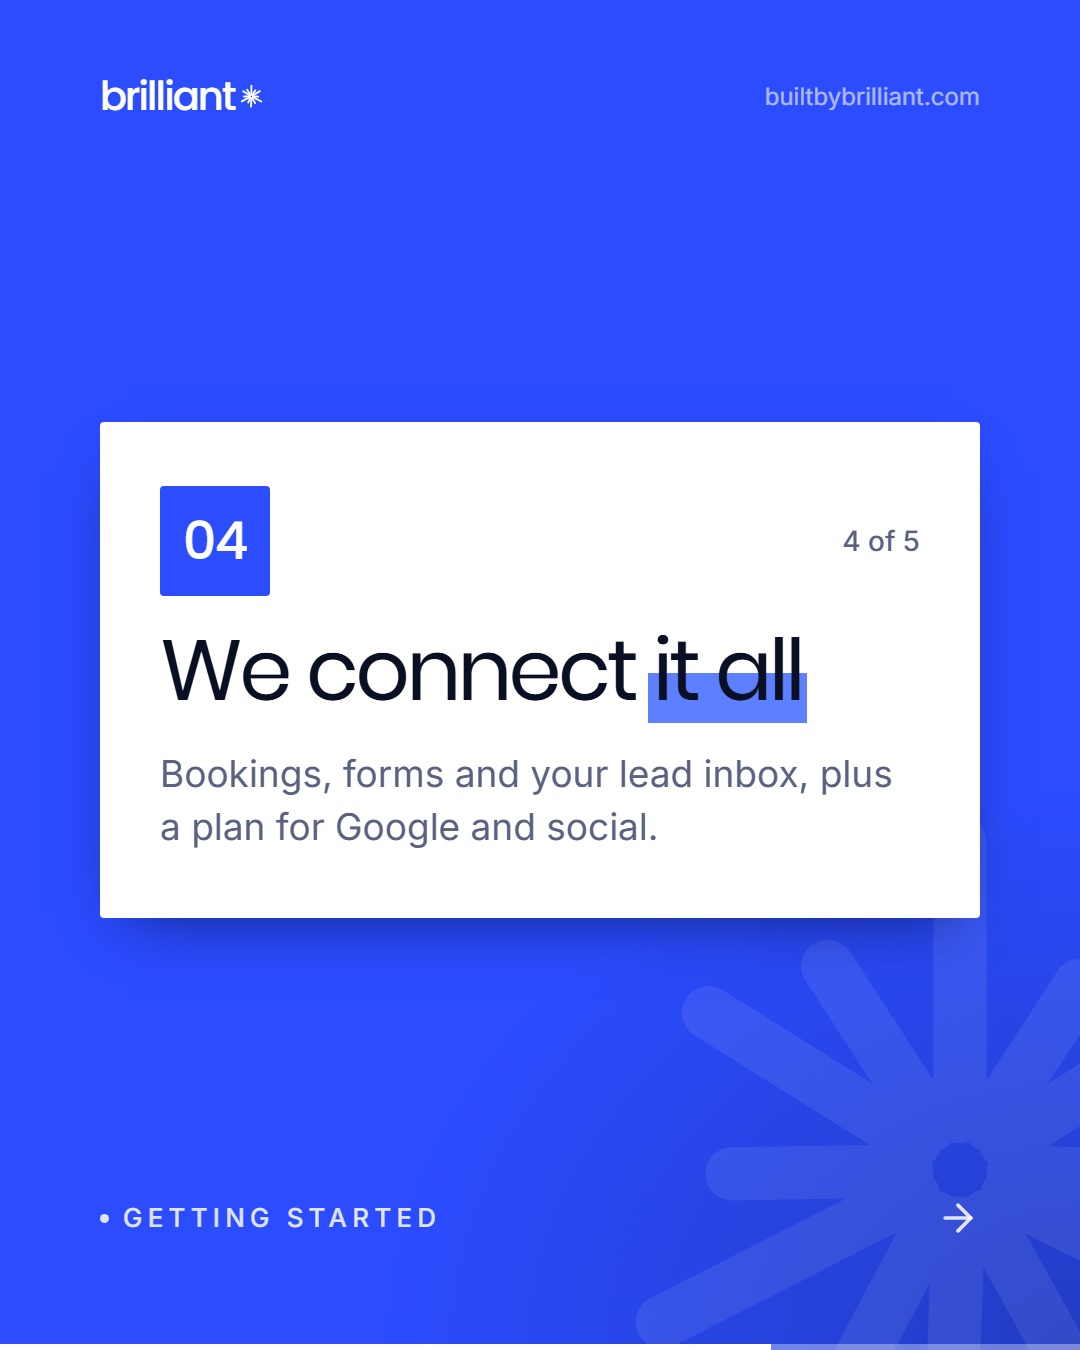 brilliant
builtbybrilliant.com
04
4 of 5
We connect it all
Bookings, forms and your lead inbox, plus
a plan for Google and social.
• GETTING STARTED